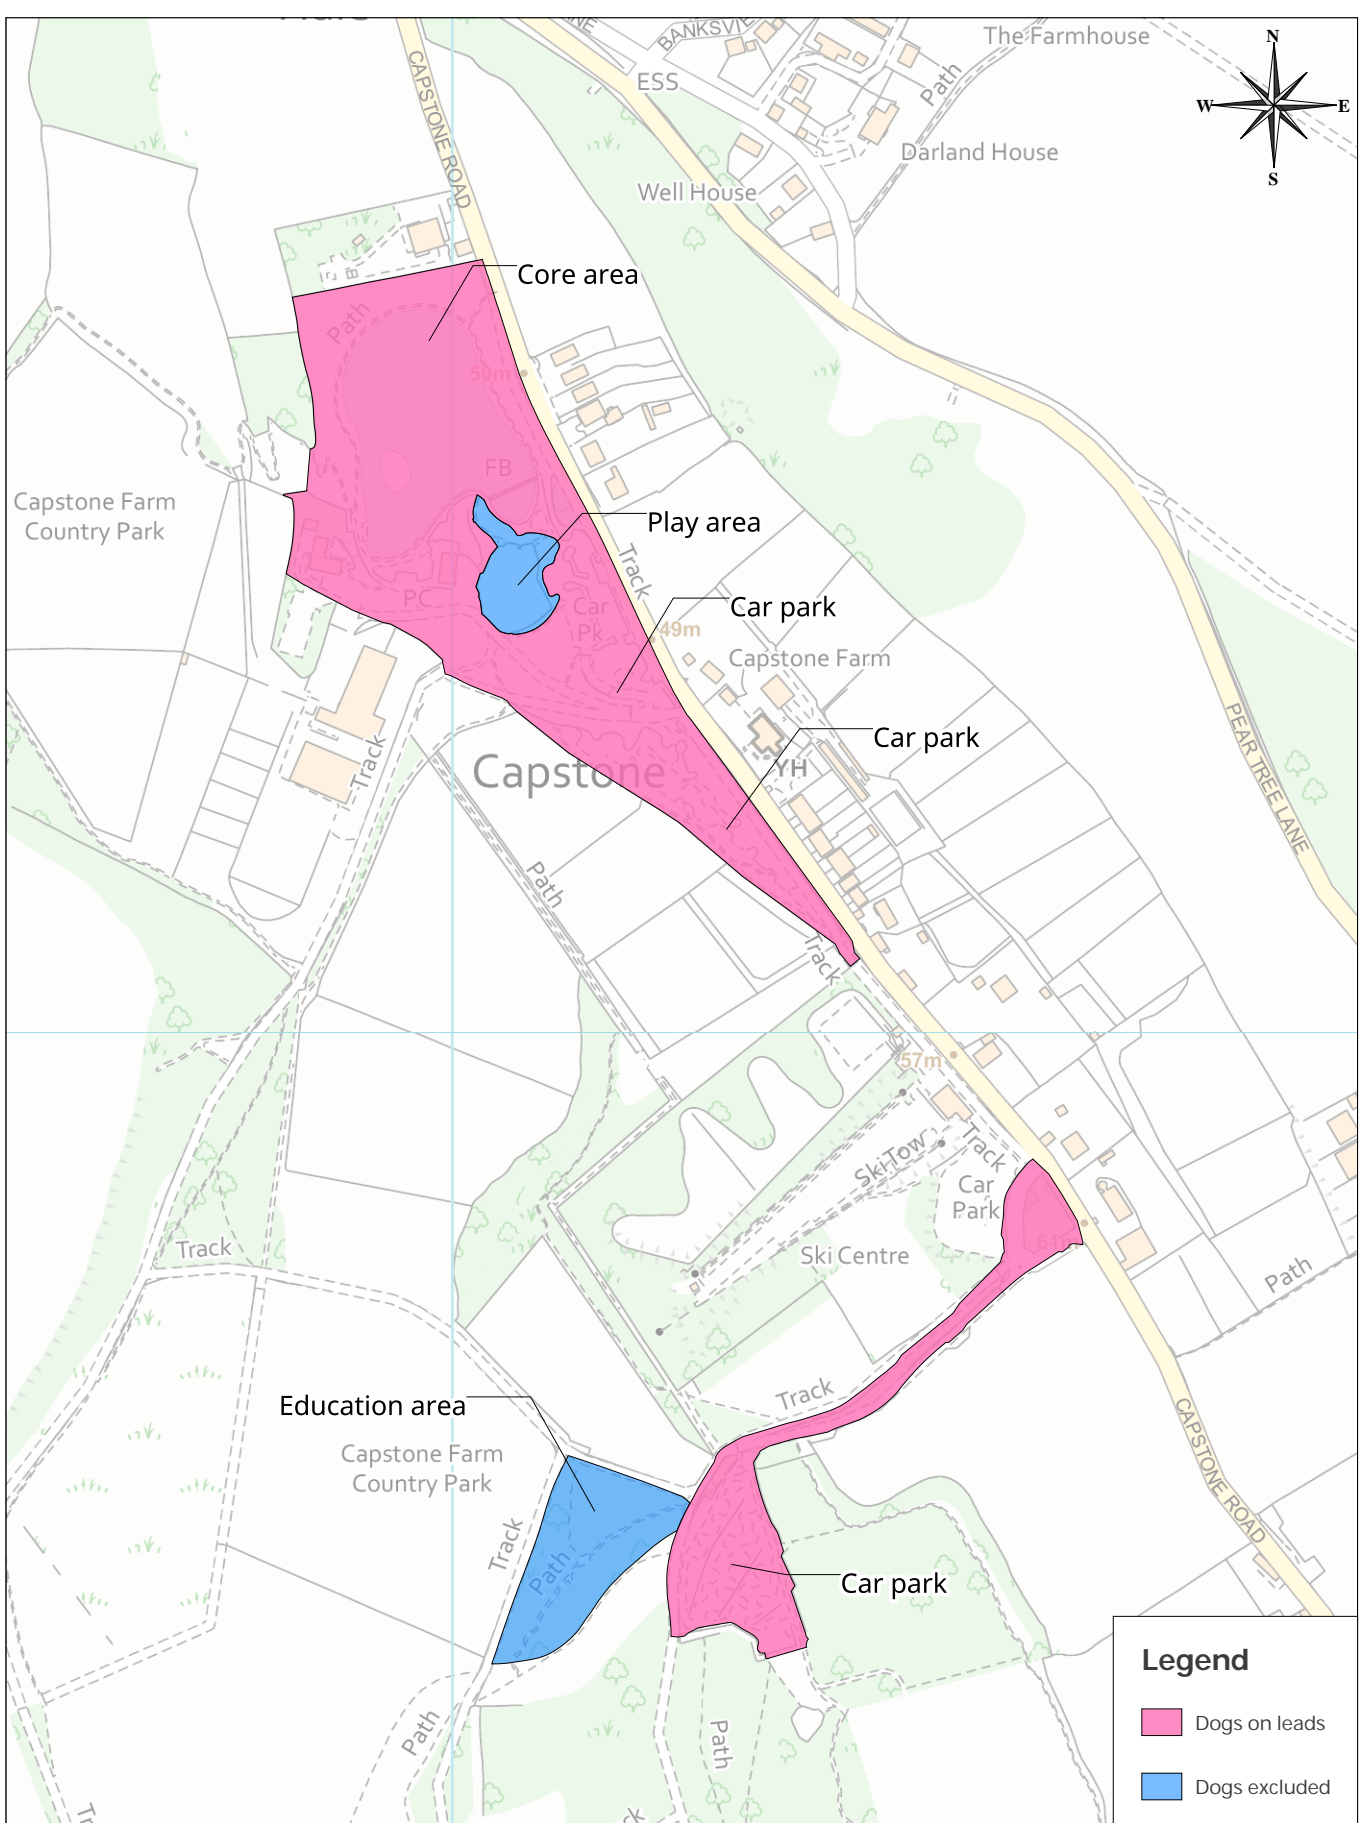 CAPSTONE ROAD
BANKSVI
ESS
The Farmhouse
Path
N
W
E
S
Darland House
Well House
Core area
Path
50m
Capstone Farm
Country Park
FB
Play area
Track
PC
Car
Pk
Car park
49m
Capstone Farm
Car park
YH
PEAR TREE LANE
Track
Capstone
Path
Track
57m
Ski Tow
Track
Car
Park
61m
Ski Centre
Track
Path
Track
Education area
Capstone Farm
Country Park
CAPSTONE ROAD
Track
Path
Car park
Path
Path
Legend
Dogs on leads
Dogs excluded